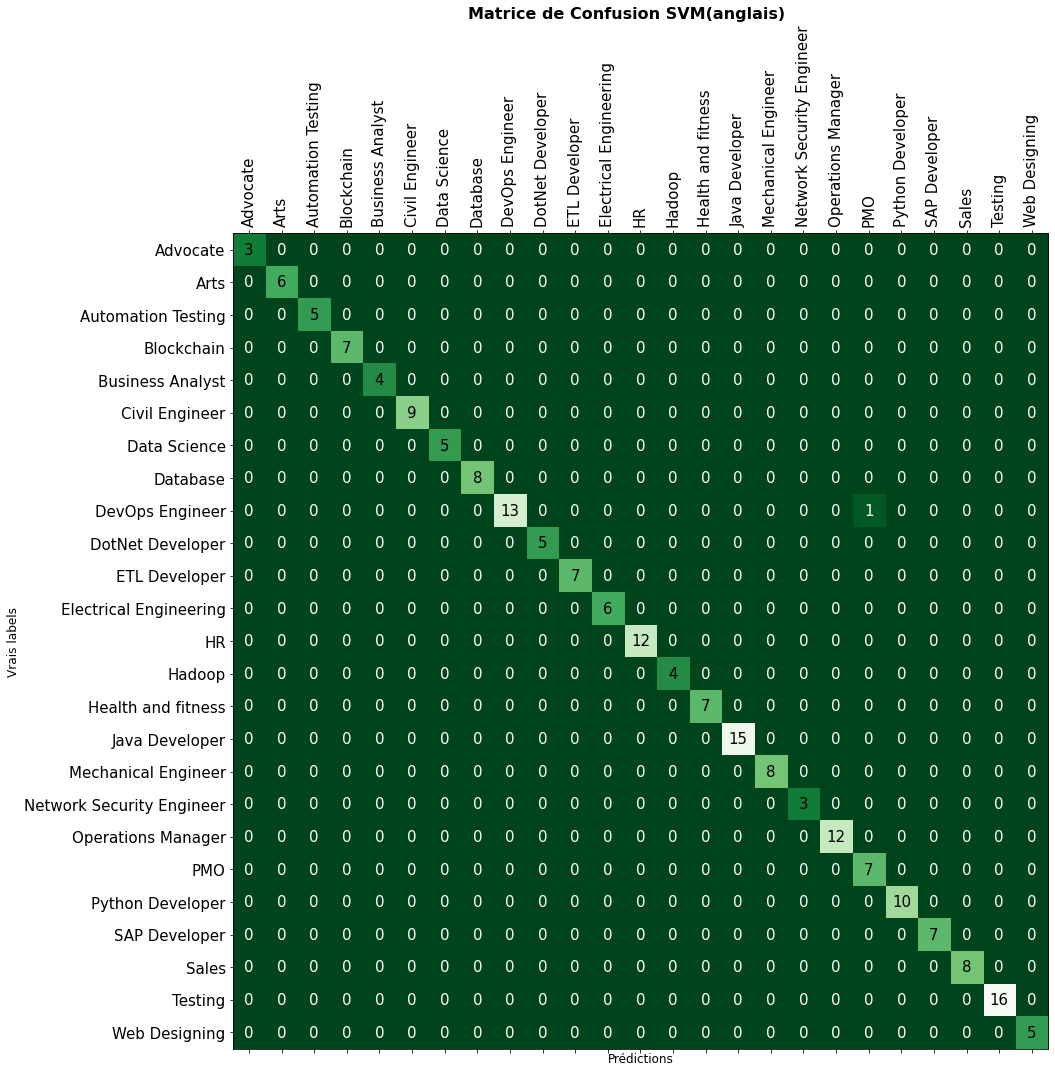 Matrice de Confusion SVM(anglais)
Advocate
Arts
Automation Testing
Blockchain
Business Analyst
Civil Engineer
Data Science
Database
DevOps Engineer
DotNet Developer
ETL Developer
Electrical Engineering
HR
Hadoop
Health and fitness
Java Developer
Mechanical Engineer
Network Security Engineer
Operations Manager
PMO
Python Developer
SAP Developer
Sales
Testing
Web Designing
Vrais labels
Advocate 3 0 0 0 0 0 0 0 0 0 0 0 0 0 0 0 0 0 0 0 0 0 0 0 0
Arts 0 6 0 0 0 0 0 0 0 0 0 0 0 0 0 0 0 0 0 0 0 0 0 0 0
Automation Testing 0 0 5 0 0 0 0 0 0 0 0 0 0 0 0 0 0 0 0 0 0 0 0 0 0
Blockchain 0 0 0 7 0 0 0 0 0 0 0 0 0 0 0 0 0 0 0 0 0 0 0 0 0
Business Analyst 0 0 0 0 4 0 0 0 0 0 0 0 0 0 0 0 0 0 0 0 0 0 0 0 0
Civil Engineer 0 0 0 0 0 9 0 0 0 0 0 0 0 0 0 0 0 0 0 0 0 0 0 0 0
Data Science 0 0 0 0 0 0 5 0 0 0 0 0 0 0 0 0 0 0 0 0 0 0 0 0 0
Database 0 0 0 0 0 0 0 8 0 0 0 0 0 0 0 0 0 0 0 0 0 0 0 0 0
DevOps Engineer 0 0 0 0 0 0 0 0 13 0 0 0 0 0 0 0 0 0 0 1 0 0 0 0 0
DotNet Developer 0 0 0 0 0 0 0 0 0 5 0 0 0 0 0 0 0 0 0 0 0 0 0 0 0
ETL Developer 0 0 0 0 0 0 0 0 0 0 7 0 0 0 0 0 0 0 0 0 0 0 0 0 0
Electrical Engineering 0 0 0 0 0 0 0 0 0 0 0 6 0 0 0 0 0 0 0 0 0 0 0 0 0
HR 0 0 0 0 0 0 0 0 0 0 0 0 12 0 0 0 0 0 0 0 0 0 0 0 0
Hadoop 0 0 0 0 0 0 0 0 0 0 0 0 0 4 0 0 0 0 0 0 0 0 0 0 0
Health and fitness 0 0 0 0 0 0 0 0 0 0 0 0 0 0 7 0 0 0 0 0 0 0 0 0 0
Java Developer 0 0 0 0 0 0 0 0 0 0 0 0 0 0 0 15 0 0 0 0 0 0 0 0 0
Mechanical Engineer 0 0 0 0 0 0 0 0 0 0 0 0 0 0 0 0 8 0 0 0 0 0 0 0 0
Network Security Engineer 0 0 0 0 0 0 0 0 0 0 0 0 0 0 0 0 0 3 0 0 0 0 0 0 0
Operations Manager 0 0 0 0 0 0 0 0 0 0 0 0 0 0 0 0 0 0 12 0 0 0 0 0 0
PMO 0 0 0 0 0 0 0 0 0 0 0 0 0 0 0 0 0 0 0 7 0 0 0 0 0
Python Developer 0 0 0 0 0 0 0 0 0 0 0 0 0 0 0 0 0 0 0 0 10 0 0 0 0
SAP Developer 0 0 0 0 0 0 0 0 0 0 0 0 0 0 0 0 0 0 0 0 0 7 0 0 0
Sales 0 0 0 0 0 0 0 0 0 0 0 0 0 0 0 0 0 0 0 0 0 0 8 0 0
Testing 0 0 0 0 0 0 0 0 0 0 0 0 0 0 0 0 0 0 0 0 0 0 0 16 0
Web Designing 0 0 0 0 0 0 0 0 0 0 0 0 0 0 0 0 0 0 0 0 0 0 0 0 5
Prédictions